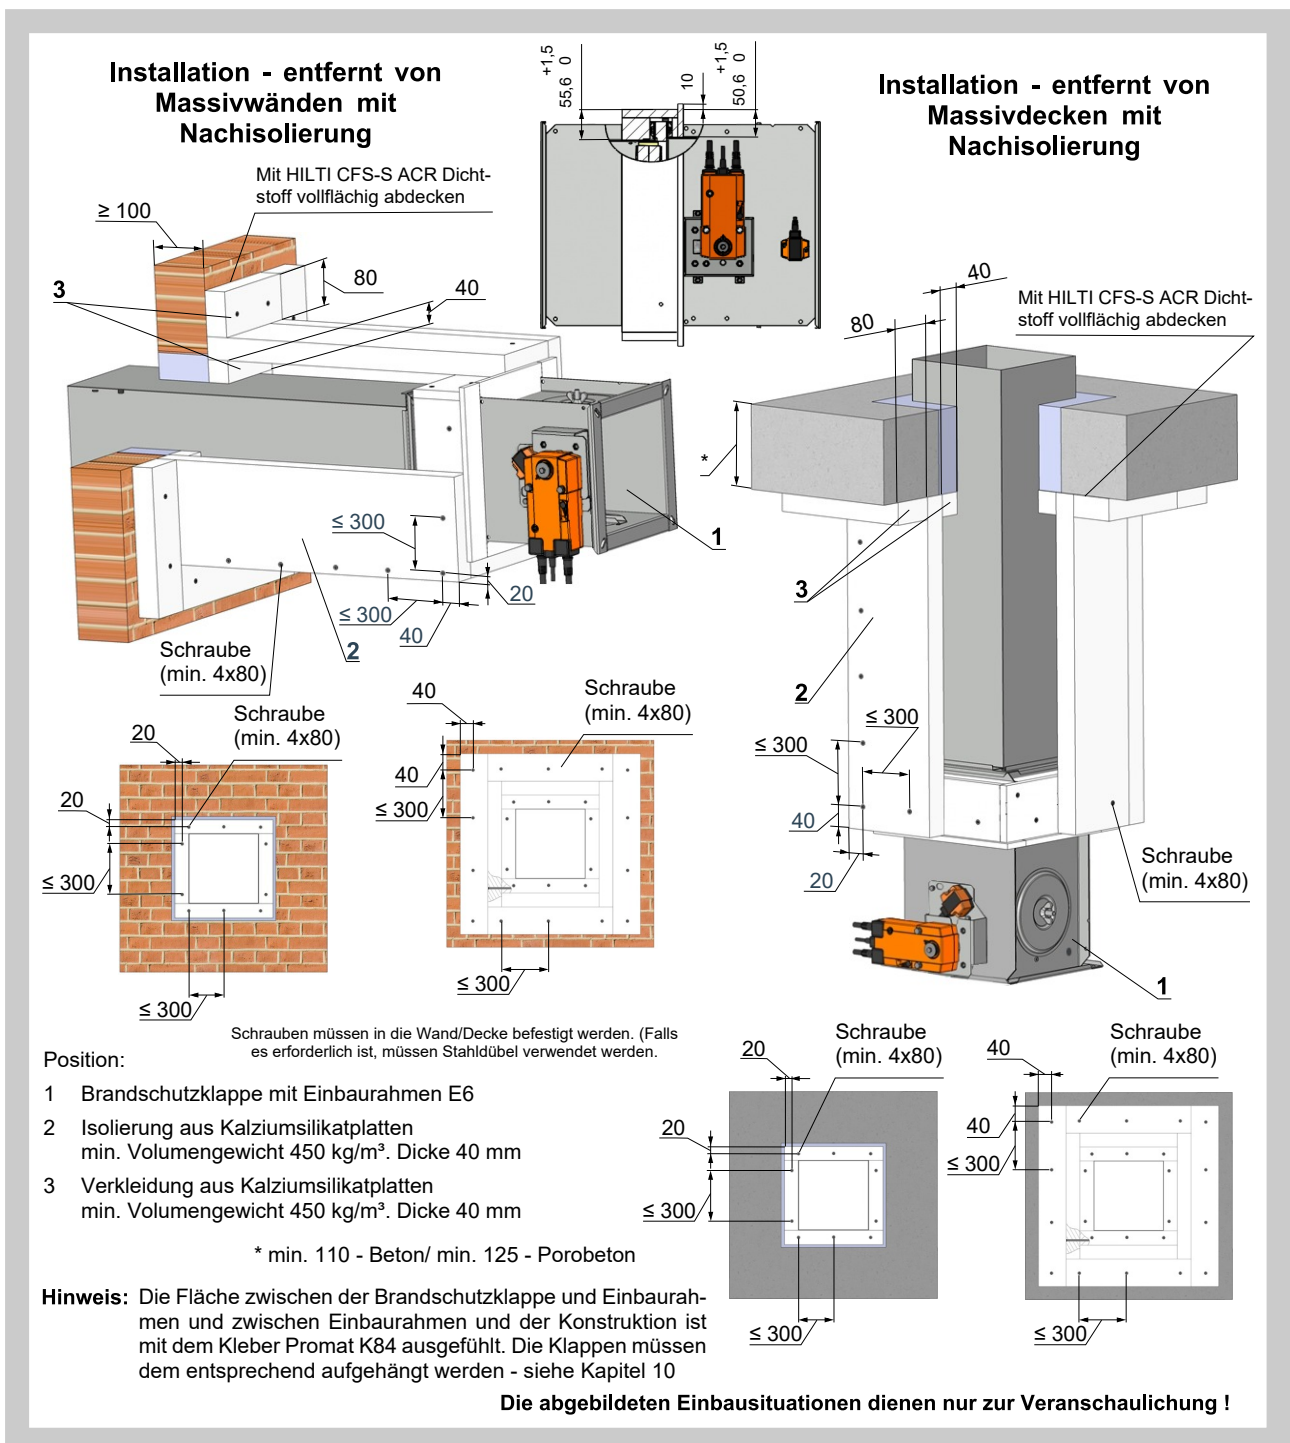 Installation - entfernt von
Massivwänden mit
Nachisolierung
+1,5
55,6 0
10
+1,5
50,6 0
Installation - entfernt von
Massivdecken mit
Nachisolierung
Mit HILTI CFS-S ACR Dicht-
stoff vollflächig abdecken
≥ 100
80
40
3
≤ 300
20
≤ 300
40
1
2
Schraube
(min. 4x80)
40
Mit HILTI CFS-S ACR Dicht-
stoff vollflächig abdecken
80
*
3
2
≤ 300
≤ 300
40
20
Schraube
(min. 4x80)
1
20
Schraube
(min. 4x80)
20
≤ 300
≤ 300
40
Schraube
(min. 4x80)
40
≤ 300
≤ 300
Schrauben müssen in die Wand/Decke befestigt werden. (Falls
es erforderlich ist, müssen Stahldübel verwendet werden.
Position:
1 Brandschutzklappe mit Einbaurahmen E6
2 Isolierung aus Kalziumsilikatplatten
min. Volumengewicht 450 kg/m³. Dicke 40 mm
3 Verkleidung aus Kalziumsilikatplatten
min. Volumengewicht 450 kg/m³. Dicke 40 mm
* min. 110 - Beton/ min. 125 - Porobeton
20
Schraube
(min. 4x80)
20
≤ 300
≤ 300
40
Schraube
(min. 4x80)
40
≤ 300
≤ 300
Hinweis: Die Fläche zwischen der Brandschutzklappe und Einbaurah-
men und zwischen Einbaurahmen und der Konstruktion ist
mit dem Kleber Promat K84 ausgefühlt. Die Klappen müssen
dem entsprechend aufgehängt werden - siehe Kapitel 10
Die abgebildeten Einbausituationen dienen nur zur Veranschaulichung !